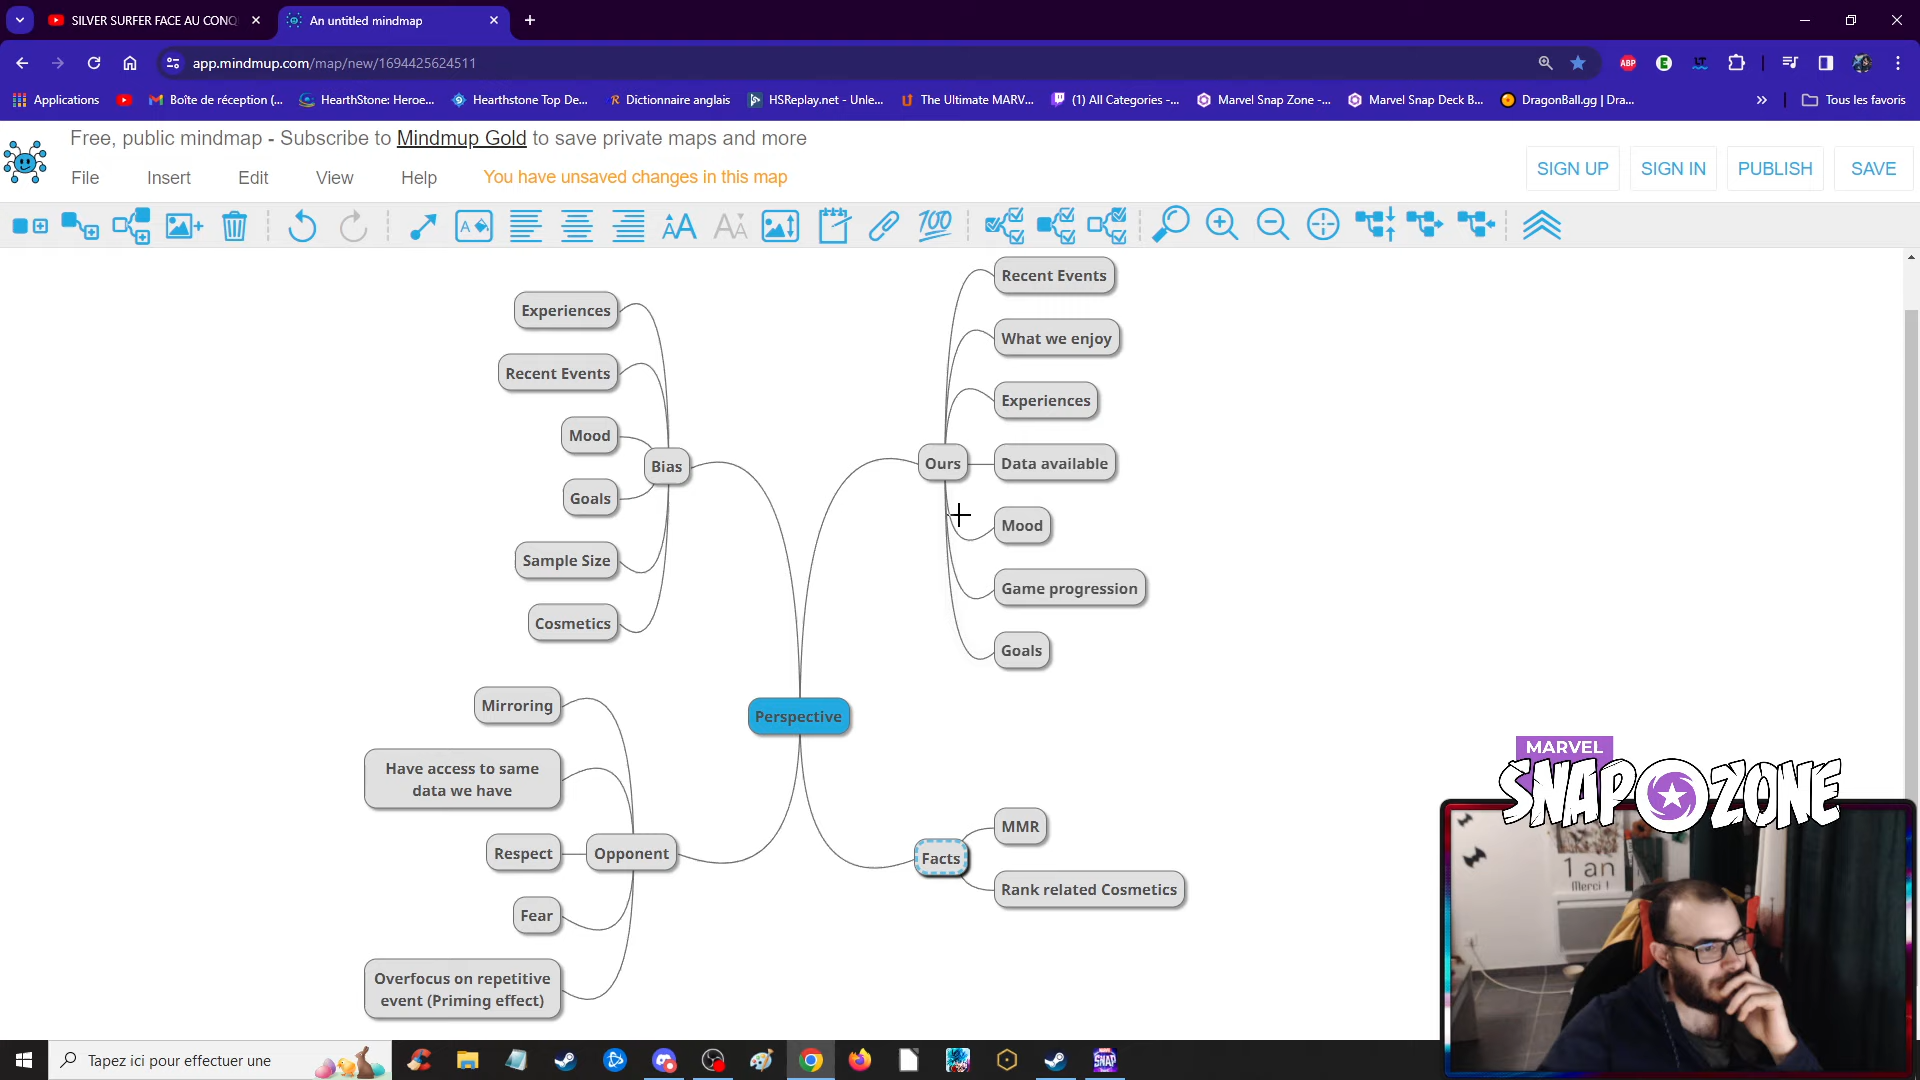 SILVER SURFER FACE AU CONQ
An untitled mindmap
app.mindmup.com/map/new/1694425624511
ABP
Applications
Boîte de réception (...
HearthStone: Heroe...
Hearthstone Top De...
Dictionnaire anglais
HSReplay.net - Unle...
The Ultimate MARV...
(1) All Categories -...
Marvel Snap Zone -...
Marvel Snap Deck B...
DragonBall.gg | Dra...
Tous les favoris
Free, public mindmap - Subscribe to Mindmup Gold to save private maps and more
File
Insert
Edit
View
Help
You have unsaved changes in this map
SIGN UP
SIGN IN
PUBLISH
SAVE
100
Experiences
Recent Events
Mood
Goals
Sample Size
Cosmetics
Bias
Recent Events
What we enjoy
Experiences
Data available
Mood
Game progression
Goals
Ours
Perspective
Mirroring
Have access to same
data we have
Respect
Fear
Overfocus on repetitive
event (Priming effect)
Opponent
Facts
MMR
Rank related Cosmetics
MARVEL
SNAP ZONE
1 an
Merci !
Tapez ici pour effectuer une
SNAP